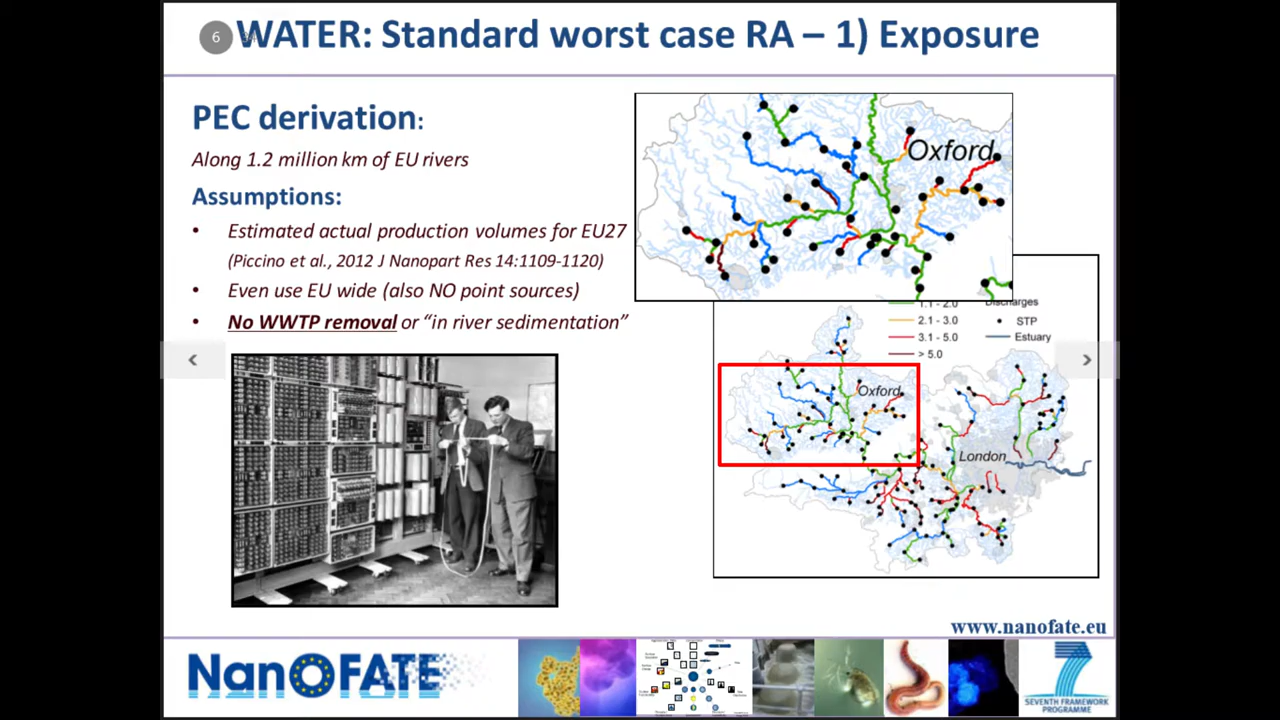 6
WATER: Standard worst case RA – 1) Exposure
PEC derivation:
Along 1.2 million km of EU rivers
Assumptions:
• Estimated actual production volumes for EU27
(Piccino et al., 2012 J Nanopart Res 14:1109-1120)
• Even use EU wide (also NO point sources)
• No WWTP removal or “in river sedimentation”
Oxford
1.1 - 2.0
2.1 - 3.0
3.1 - 5.0
> 5.0
Discharges
STP
Estuary
Oxford
London
www.nanofate.eu
NanOFATE
7
SEVENTH FRAMEWORK
PROGRAMME